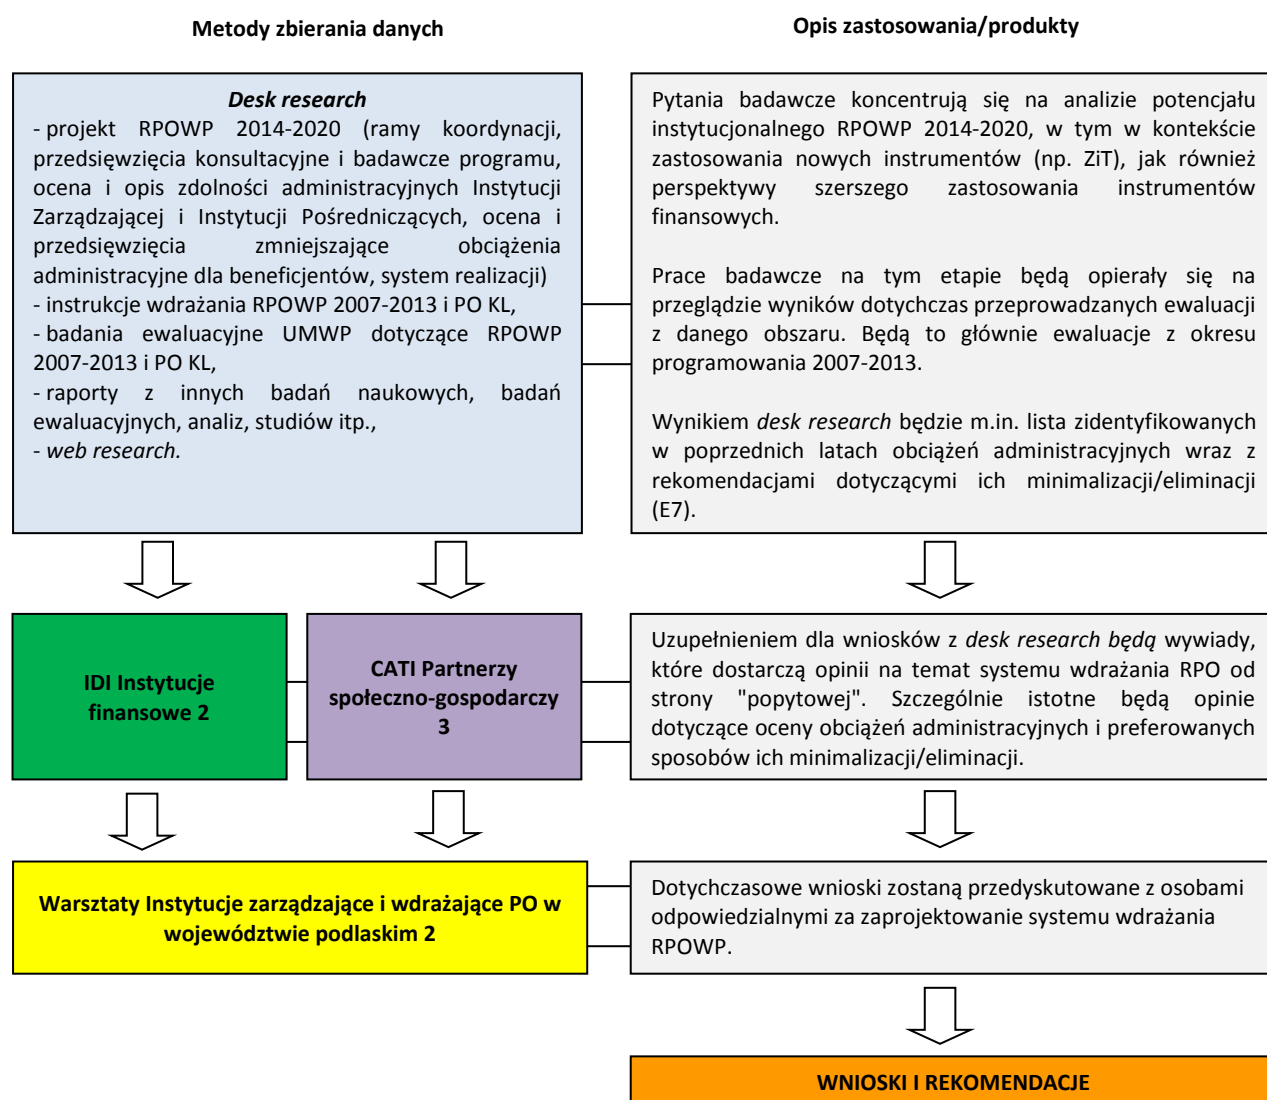 Metody zbierania danych
Opis zastosowania/produkty
Desk research
- projekt RPOWP 2014-2020 (ramy koordynacji,
przedsięwzięcia konsultacyjne i badawcze programu,
ocena i opis zdolności administracyjnych Instytucji
Zarządzającej i Instytucji Pośredniczących, ocena i
przedsięwzięcia zmniejszające obciążenia
administracyjne dla beneficjentów, system realizacji)
- instrukcje wdrażania RPOWP 2007-2013 i PO KL,
- badania ewaluacyjne UMWP dotyczące RPOWP
2007-2013 i PO KL,
- raporty z innych badań naukowych, badań
ewaluacyjnych, analiz, studiów itp.,
- web research.
Pytania badawcze koncentrują się na analizie potencjału
instytucjonalnego RPOWP 2014-2020, w tym w kontekście
zastosowania nowych instrumentów (np. ZiT), jak również
perspektywy szerszego zastosowania instrumentów
finansowych.
Prace badawcze na tym etapie będą opierały się na
przeglądzie wyników dotychczas przeprowadzanych ewaluacji
z danego obszaru. Będą to głównie ewaluacje z okresu
programowania 2007-2013.
Wynikiem desk research będzie m.in. lista zidentyfikowanych
w poprzednich latach obciążeń administracyjnych wraz z
rekomendacjami dotyczącymi ich minimalizacji/eliminacji
(E7).
IDI Instytucje
finansowe 2
CATI Partnerzy
społeczno-gospodarczy
3
Uzupełnieniem dla wniosków z desk research będą wywiady,
które dostarczą opinii na temat systemu wdrażania RPO od
strony "popytowej". Szczególnie istotne będą opinie
dotyczące oceny obciążeń administracyjnych i preferowanych
sposobów ich minimalizacji/eliminacji.
Warsztaty Instytucje zarządzające i wdrażające PO w
województwie podlaskim 2
Dotychczasowe wnioski zostaną przedyskutowane z osobami
odpowiedzialnymi za zaprojektowanie systemu wdrażania
RPOWP.
WNIOSKI I REKOMENDACJE